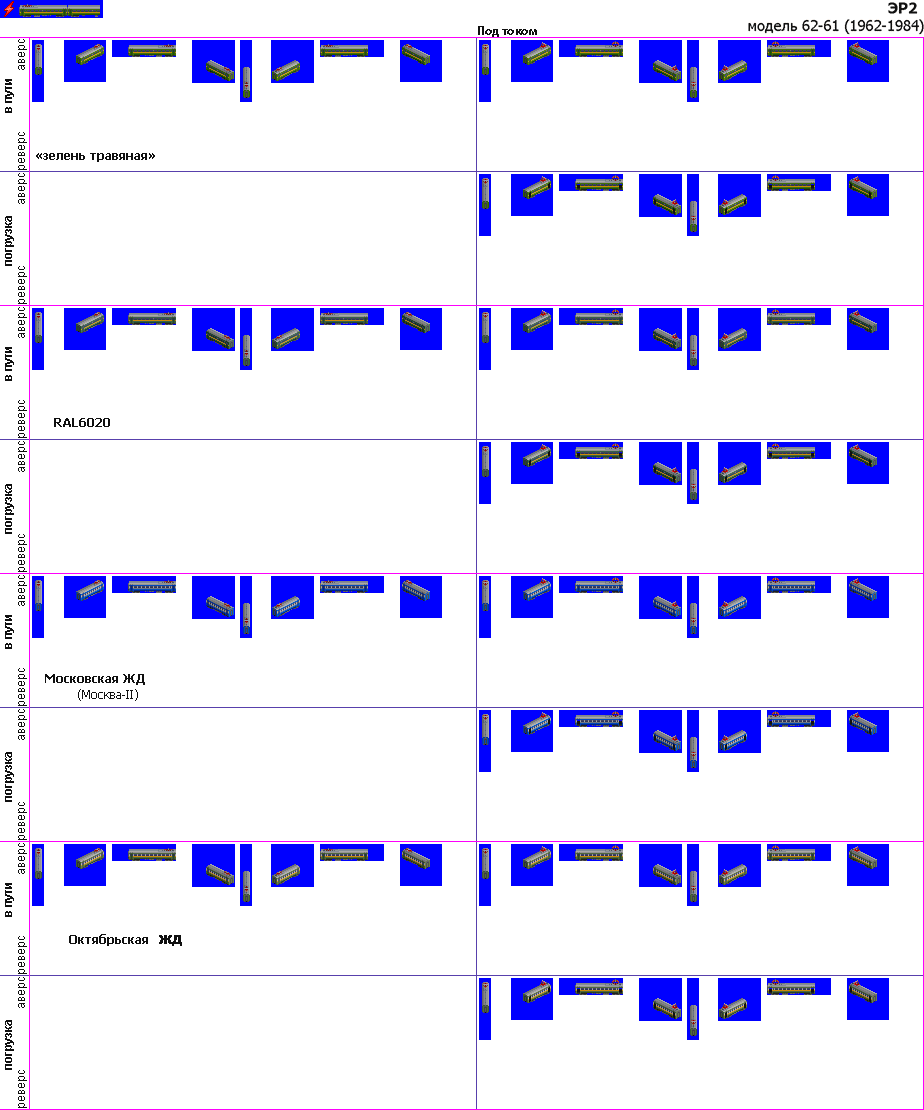 ЭР2
модель 62-61 (1962-1984)
Под током
аверс
в пути
реверс
«зелень травяная»
аверс
погрузка
реверс
аверс
в пути
реверс
RAL6020
аверс
погрузка
реверс
аверс
в пути
реверс
Московская ЖД
(Москва-II)
аверс
погрузка
реверс
аверс
в пути
реверс
Октябрьская ЖД
аверс
погрузка
реверс